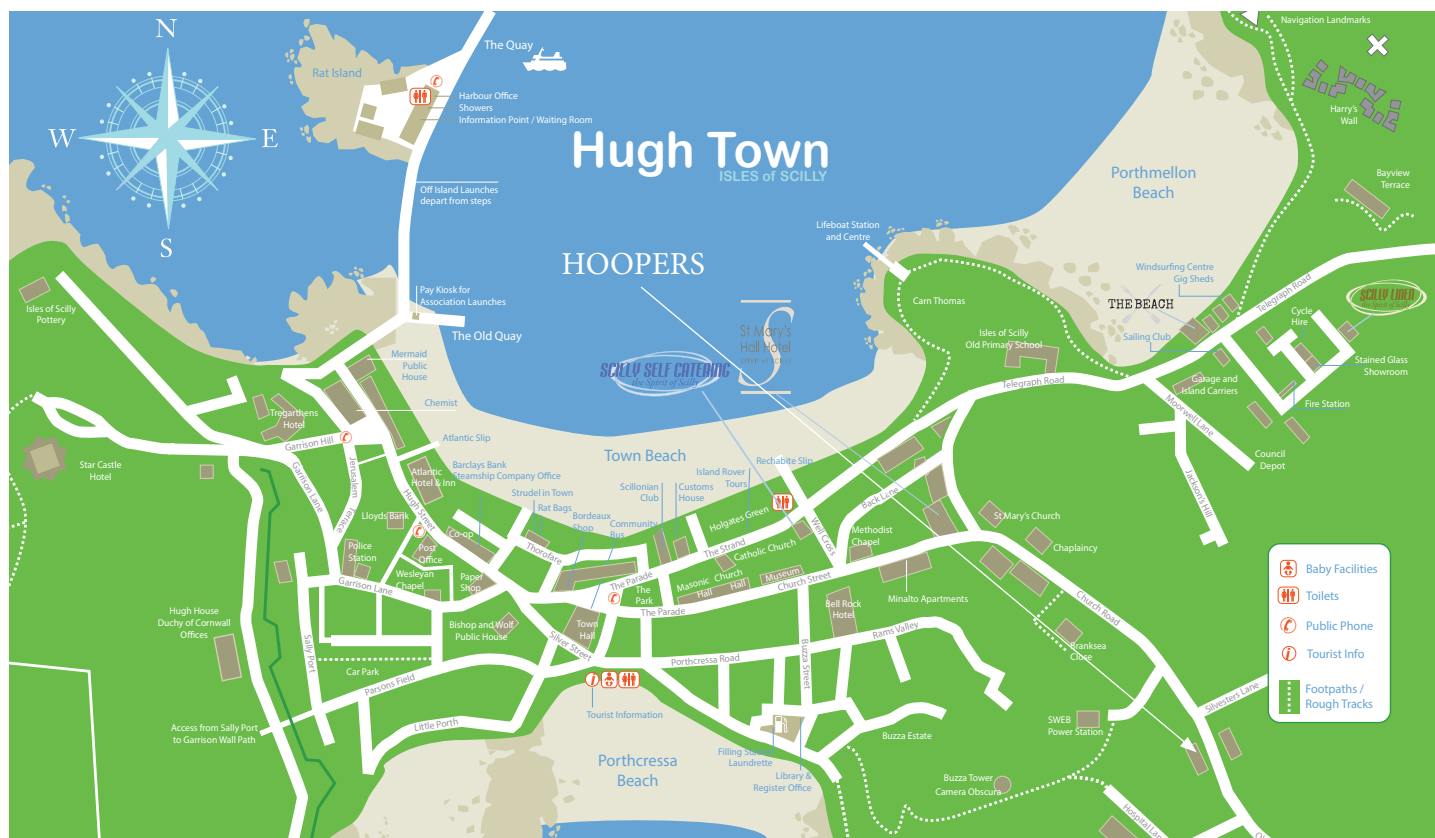 N
W
E
S
Rat Island
The Quay
Harbour Office
Showers
Information Point / Waiting Room
Off Island Launches
depart from steps
Pay Kiosk for
Association Launches
The Old Quay
Hugh Town
ISLES of SCILLY
HOOPERS
St Mary's
Hall Hotel
SCILLY SELF CATERING
the Spirit of Scilly
Lifeboat Station
and Centre
Porthmellon
Beach
Navigation Landmarks
Harry's
Wall
Bayview
Terrace
Windsurfing Centre
Gig Sheds
THE BEACH
Sailing Club
Telegraph Road
SCILLY LINEN
the Spirit of Scilly
Cycle
Hire
Stained Glass
Showroom
Fire Station
Garage and
Island Carriers
Moorwell Lane
Council
Depot
Jackson's Hill
Carn Thomas
Isles of Scilly
Old Primary School
Telegraph Road
Isles of Scilly
Pottery
Mermaid
Public
House
Chemist
Tregarthens
Hotel
Garrison Hill
Star Castle
Hotel
Garrison Lane
Jerusalem
Terrace
Hugh Street
Atlantic Slip
Atlantic
Hotel & Inn
Barclays Bank
Steamship Company Office
Strudel in Town
Rat Bags
Bordeaux
Shop
Community
Bus
Town Beach
Scillonian
Club
Customs
House
Island Rover
Tours
Rechabite Slip
Holgates Green
Lloyds Bank
Co-op
Post
Office
Police
Station
Wesleyan
Chapel
Paper
Shop
Thorofare
The Parade
The
Park
The Parade
The Strand
Catholic Church
Masonic
Hall
Church
Hall
Museum
Church Street
Well Cross
Back Lane
Methodist
Chapel
St Mary's Church
Chaplaincy
Minalto Apartments
Church Road
Bell Rock
Hotel
Rams Valley
Branksea
Close
Garrison Lane
Hugh House
Duchy of Cornwall
Offices
Sally Port
Bishop and Wolf
Public House
Town
Hall
Silver Street
Car Park
Parsons Field
Porthcressa Road
Buzza Street
Tourist Information
Little Porth
Access from Sally Port
to Garrison Wall Path
Porthcressa
Beach
Filling Station
Laundrette
Library &
Register Office
Buzza Estate
SWEB
Power Station
Buzza Tower
Camera Obscura
Silvesters Lane
Baby Facilities
Toilets
Public Phone
Tourist Info
Footpaths /
Rough Tracks